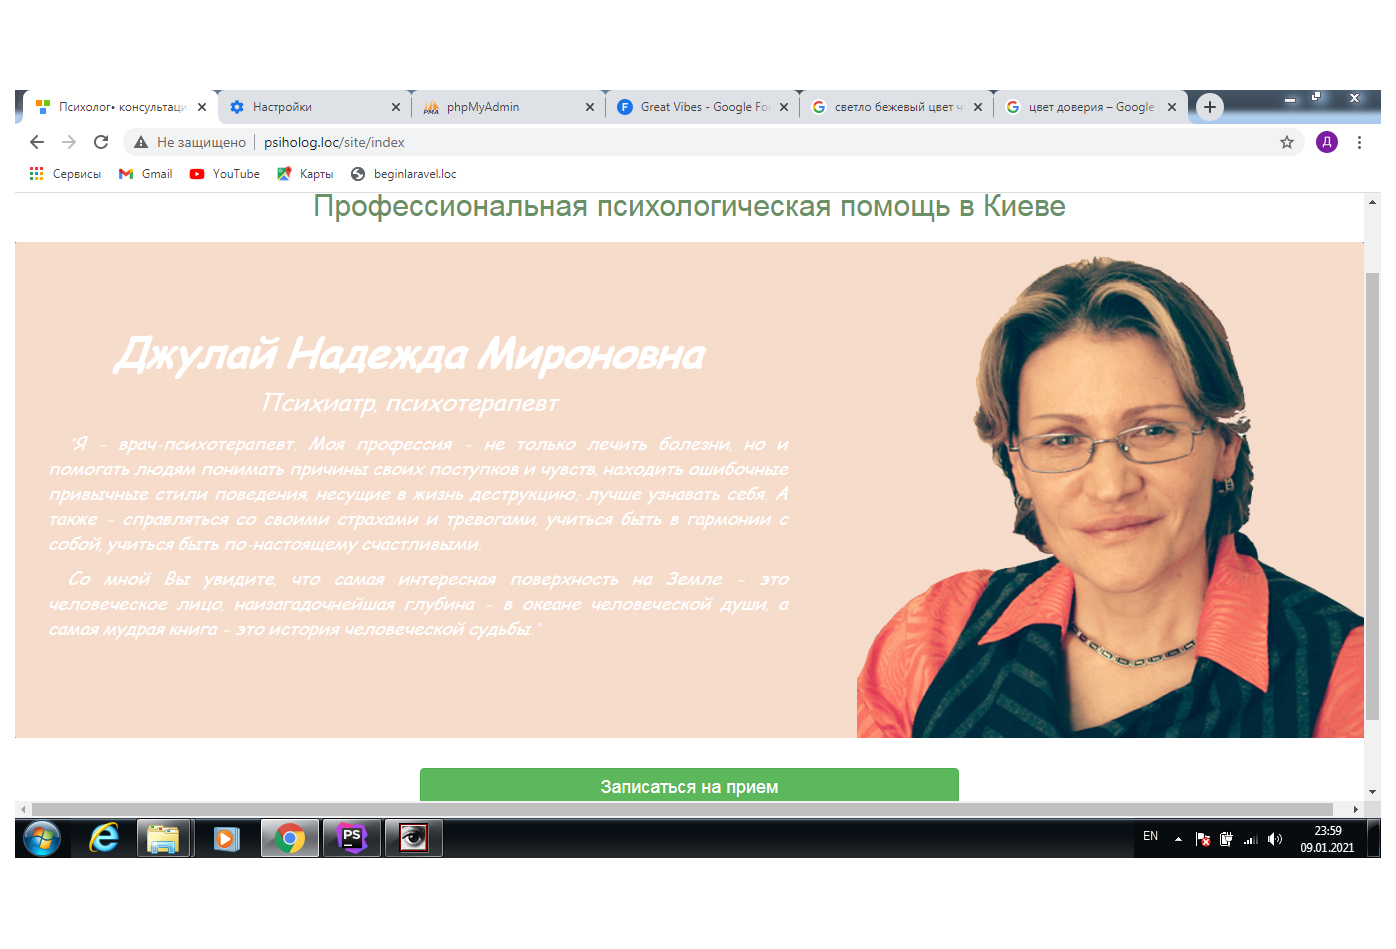 Психолог• консультаци
Настройки
phpMyAdmin
Great Vibes - Google Fo
светло бежевый цвет ч
цвет доверия – Google
Не защищено
psiholog.loc/site/index
Д
Сервисы
Gmail
YouTube
Карты
beginlaravel.loc
Профессиональная психологическая помощь в Киеве
Джулай Надежда Мироновна
Психиатр, психотерапевт
"Я - врач-психотерапевт. Моя профессия - не только лечить болезни, но и
помогать людям понимать причины своих поступков и чувств, находить ошибочные
привычные стили поведения, несущие в жизнь деструкцию; лучше узнавать себя. А
также - справляться со своими страхами и тревогами, учиться быть в гармонии с
собой, учиться быть по-настоящему счастливыми.
Со мной Вы увидите, что самая интересная поверхность на Земле - это
человеческое лицо, наизагадочнейшая глубина - в океане человеческой души, а
самая мудрая книга - это история человеческой судьбы."
Записаться на прием
PMA
PS
EN
23:59
09.01.2021